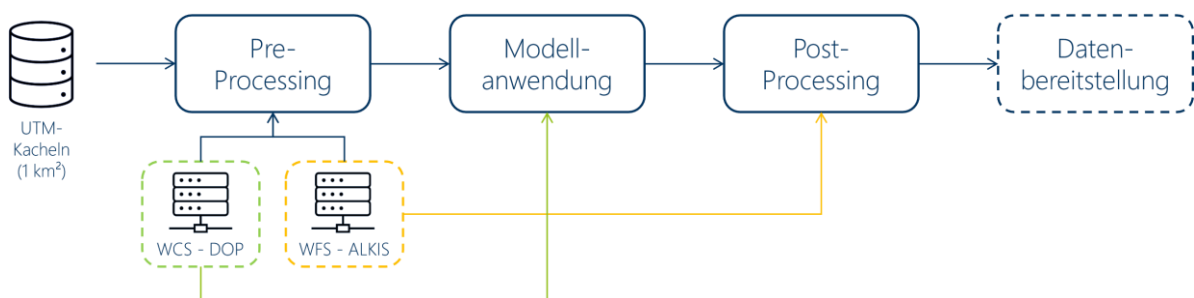 UTM-
Kacheln
(1 km²)
Pre-
Processing
Modell-
anwendung
Post-
Processing
Daten-
bereitstellung
WCS - DOP
WFS - ALKIS